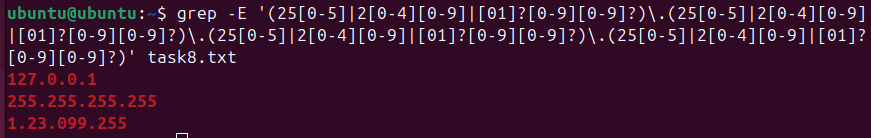 ubuntu@ubuntu:~$ grep -E '(25[0-5]|2[0-4][0-9]|[01]?[0-9][0-9]?)\.(25[0-5]|2[0-4][0-9]
|[01]?[0-9][0-9]?)\.(25[0-5]|2[0-4][0-9]|[01]?[0-9][0-9]?)\.(25[0-5]|2[0-4][0-9]|[01]?
[0-9][0-9]?)' task8.txt
127.0.0.1
255.255.255.255
1.23.099.255